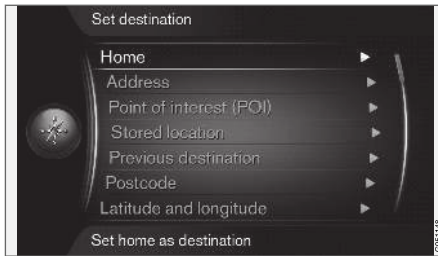 Set destination
Home
Address
Point of interest (POI)
Stored location
Previous destination
Postcode
Latitude and longitude
Set home as destination
G051148